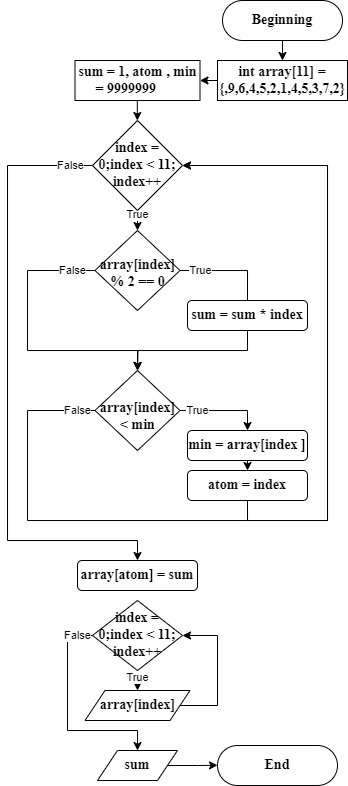 Beginning
int array[11] =
{,9,6,4,5,2,1,4,5,3,7,2}
sum = 1, atom , min
= 9999999
index =
0;index < 11;
index++
False
True
array[index]
% 2 == 0
False
True
sum = sum * index
array[index]
< min
False
True
min = array[index ]
atom = index
array[atom] = sum
index =
0;index < 11;
index++
False
True
array[index]
sum
End